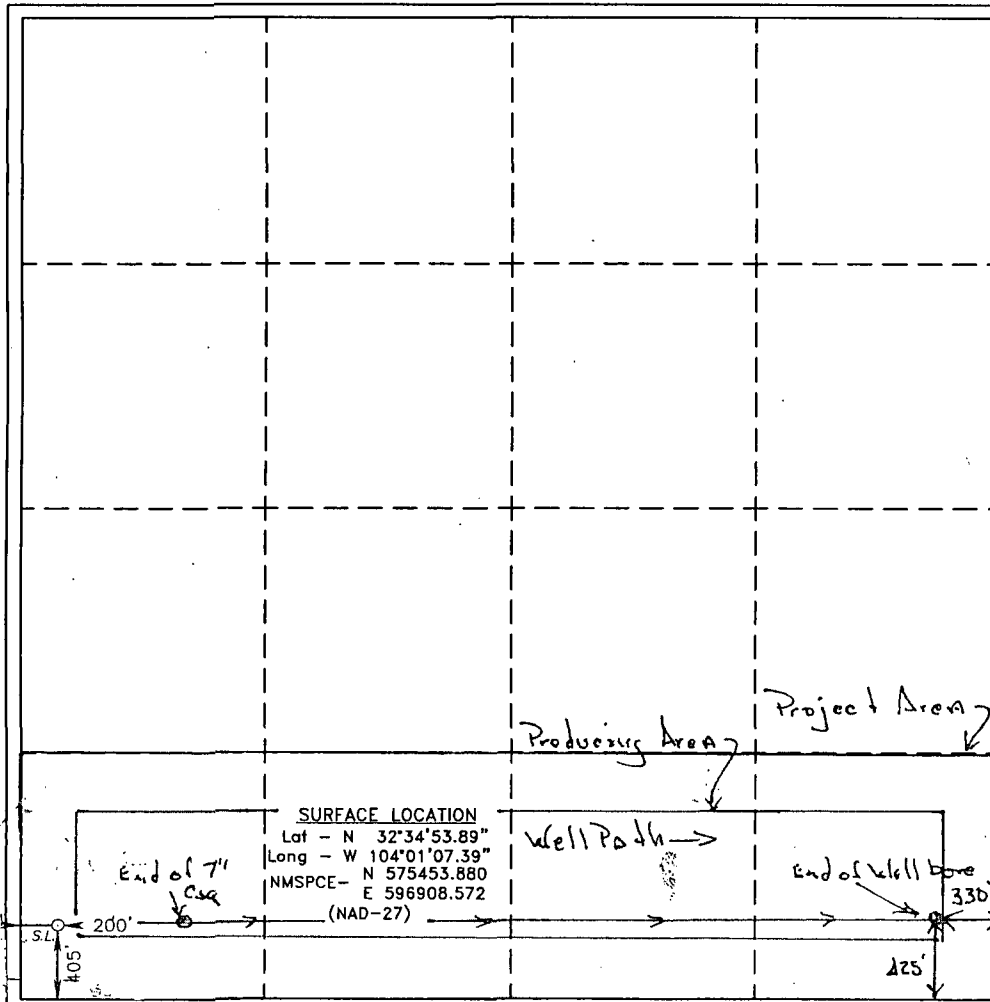 Project Area
Producing Area
SURFACE LOCATION
Lat - N 32°34'53.89"
Long - W 104°01'07.39"
NMSPCE- N 575453.880
E 596908.572
(NAD-27)
Well Path
End of 7"
Csg
End of Well bore
330'
200'
S.L.
405'
425'